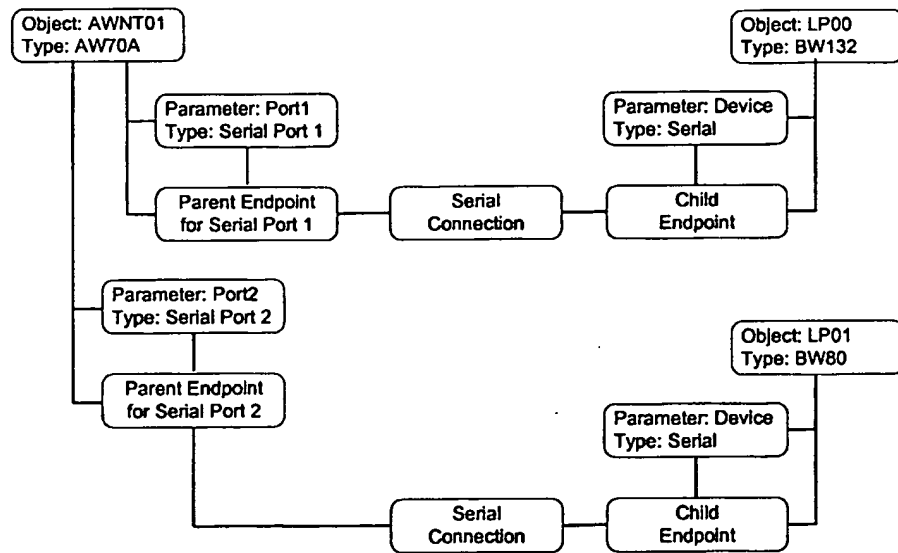 Object: AWNT01
Type: AW70A
Object: LP00
Type: BW132
Parameter: Port1
Type: Serial Port 1
Parameter: Device
Type: Serial
Parent Endpoint
for Serial Port 1
Serial
Connection
Child
Endpoint
Parameter: Port2
Type: Serial Port 2
Object: LP01
Type: BW80
Parent Endpoint
for Serial Port 2
Parameter: Device
Type: Serial
Serial
Connection
Child
Endpoint